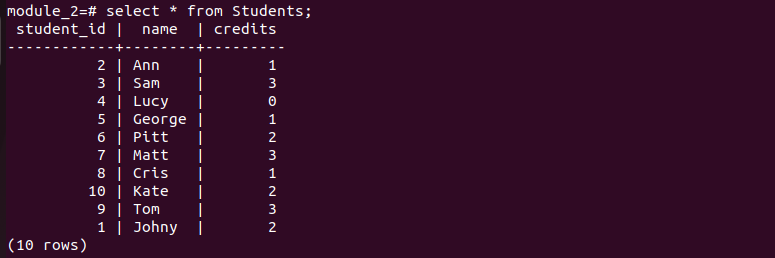 module_2=# select * from Students;
 student_id |  name  | credits
------------+--------+---------
          2 | Ann    |       1
          3 | Sam    |       3
          4 | Lucy   |       0
          5 | George |       1
          6 | Pitt   |       2
          7 | Matt   |       3
          8 | Cris   |       1
         10 | Kate   |       2
          9 | Tom    |       3
          1 | Johny  |       2
(10 rows)